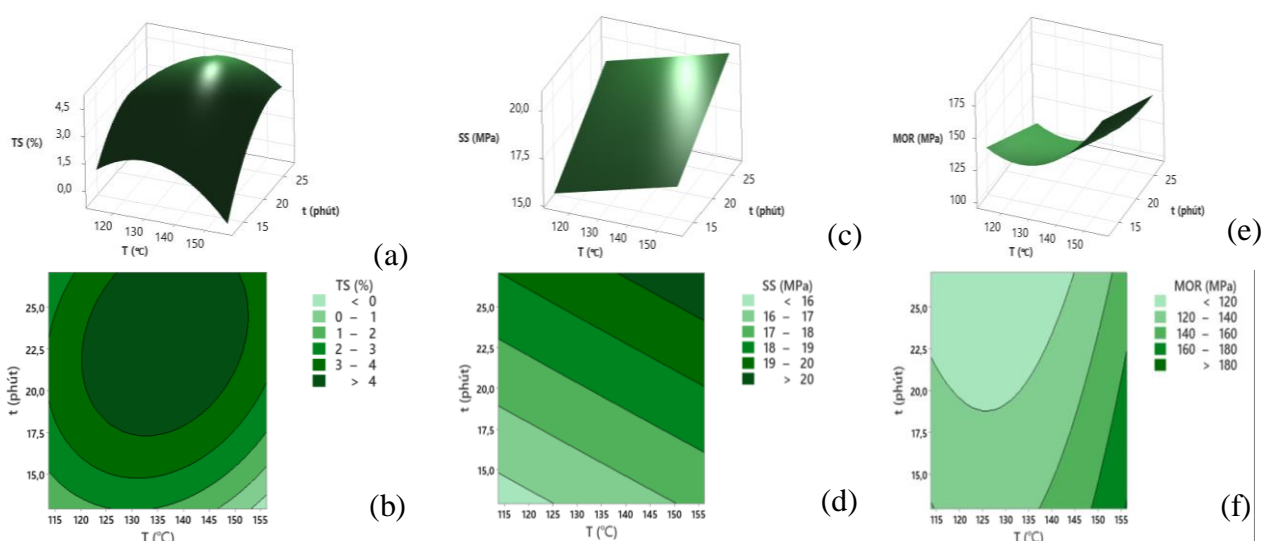 4,5
3,0
TS (%)
1,5
0,0
120
130
140
150
T (°C)
15
20
25
t (phút)
(a)
20,0
SS (MPa)
17,5
15,0
120
130
140
150
T (°C)
15
20
25
t (phút)
(c)
175
150
MOR (MPa)
125
100
120
130
140
150
T (°C)
15
20
25
t (phút)
(e)
25,0
22,5
20,0
17,5
15,0
t (phút)
115 120 125 130 135 140 145 150 155
T (°C)
TS (%)
< 0
0 – 1
1 – 2
2 – 3
3 – 4
> 4
(b)
25,0
22,5
20,0
17,5
15,0
t (phút)
115 120 125 130 135 140 145 150 155
T (°C)
SS (MPa)
< 16
16 – 17
17 – 18
18 – 19
19 – 20
> 20
(d)
25,0
22,5
20,0
17,5
15,0
t (phút)
115 120 125 130 135 140 145 150 155
T (°C)
MOR (MPa)
< 120
120 – 140
140 – 160
160 – 180
> 180
(f)